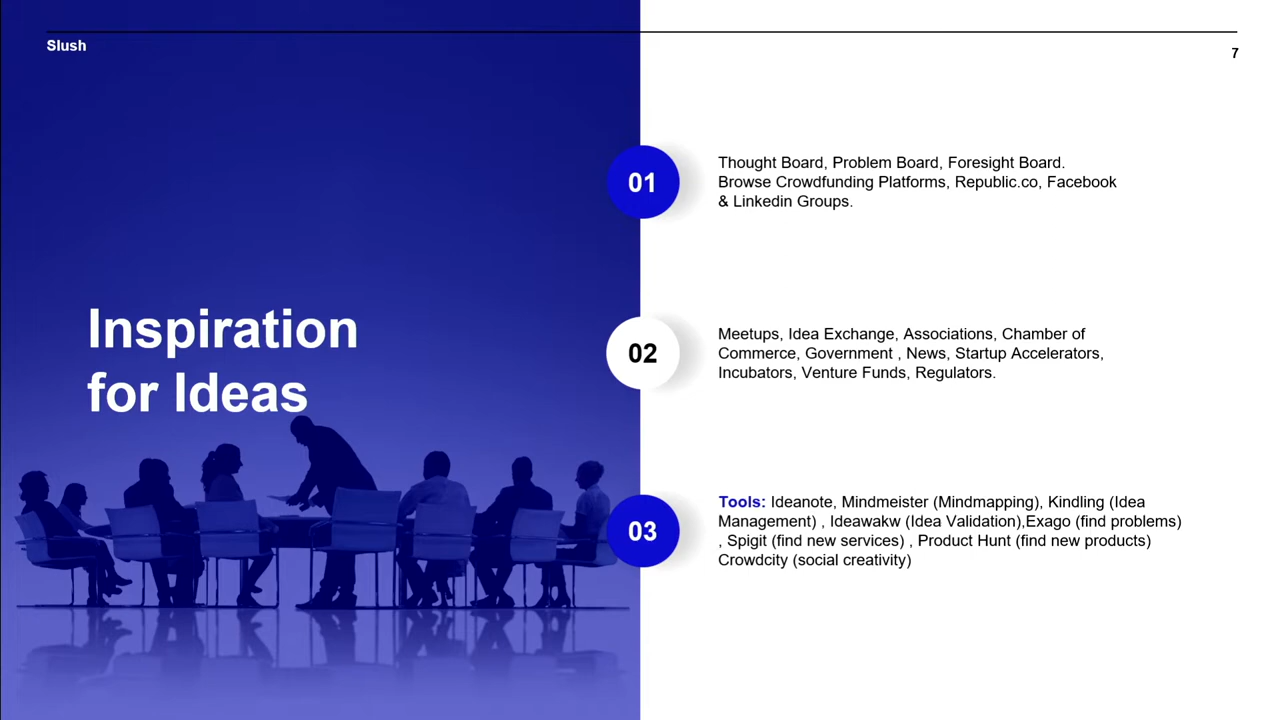 Slush
7
Inspiration
for Ideas
01
Thought Board, Problem Board, Foresight Board.
Browse Crowdfunding Platforms, Republic.co, Facebook
& Linkedin Groups.
02
Meetups, Idea Exchange, Associations, Chamber of
Commerce, Government , News, Startup Accelerators,
Incubators, Venture Funds, Regulators.
03
Tools: Ideanote, Mindmeister (Mindmapping), Kindling (Idea
Management) , Ideawakw (Idea Validation),Exago (find problems)
, Spigit (find new services) , Product Hunt (find new products)
Crowdcity (social creativity)